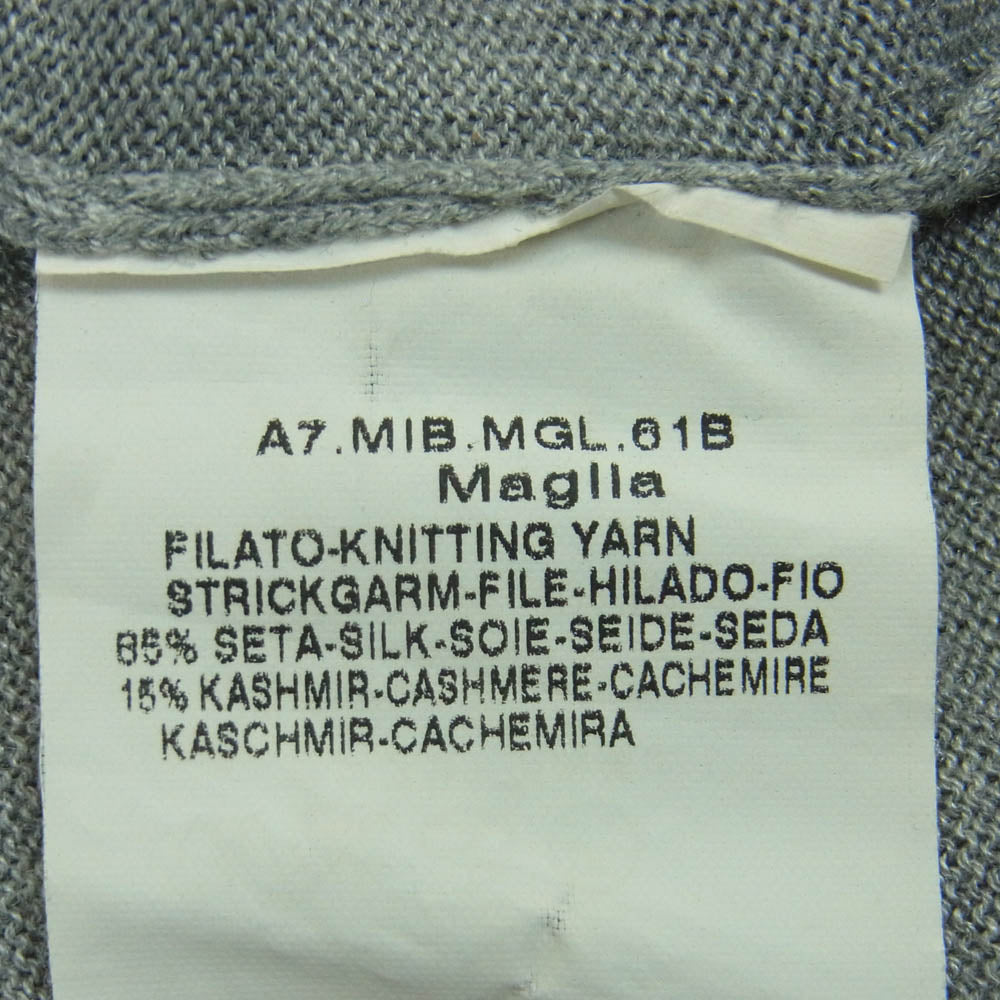 A7.MIB.MGL.61B
Maglia
FILATO-KNITTING YARN
STRICKGARM-FILE-HILADO-FIO
85% SETA-SILK-SOIE-SEIDE-SEDA
15% KASHMIR-CASHMERE-CACHEMIRE
KASCHMIR-CACHEMIRA